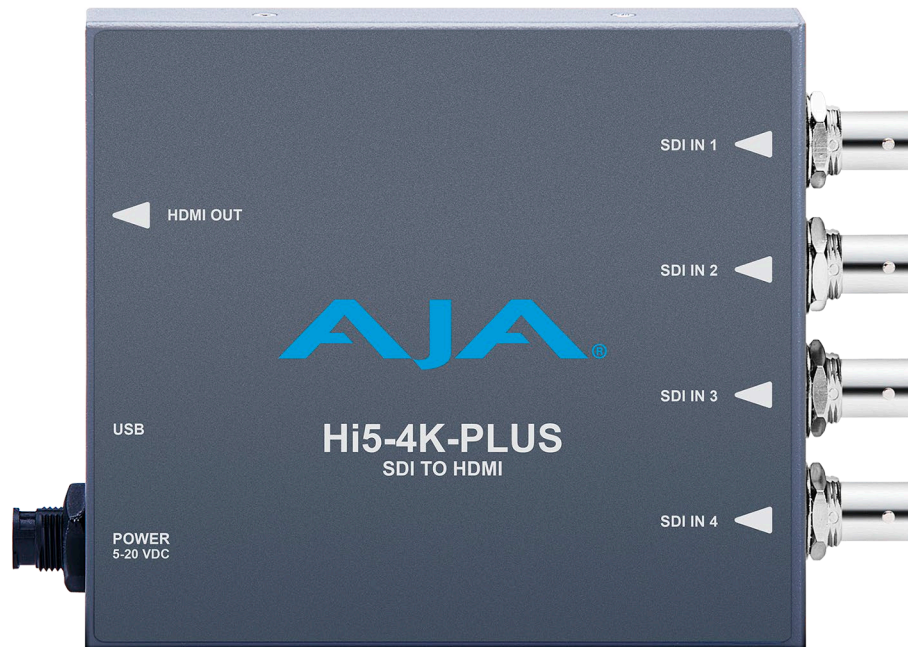 SDI IN 1
HDMI OUT
SDI IN 2
AJA®
SDI IN 3
USB
Hi5-4K-PLUS
SDI TO HDMI
SDI IN 4
POWER
5-20 VDC